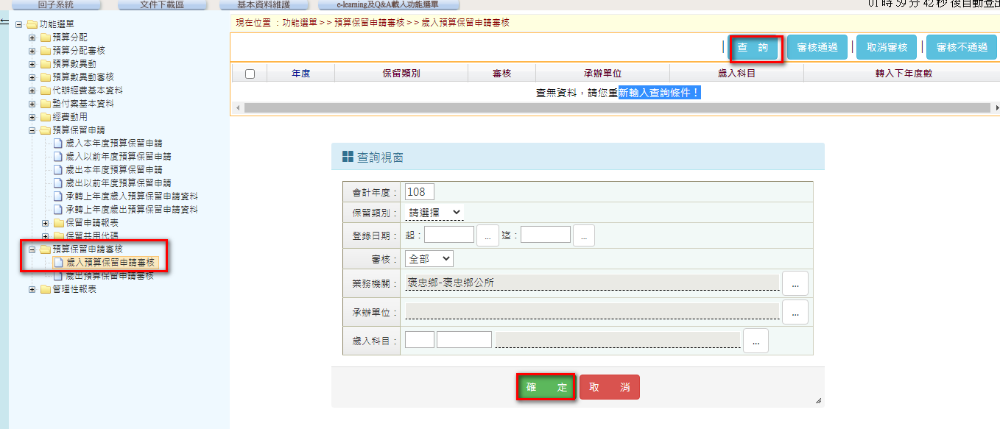 回子系統 文件下載區 基本資料維護 e-learning及Q&A載入功能選單
01 時 59 分 42 秒 後自動登出
功能選單
預算分配
預算分配審核
預算數異動
預算數異動審核
代辦經費基本資料
墊付案基本資料
經費動用
預算保留申請
歲入本年度預算保留申請
歲入以前年度預算保留申請
歲出本年度預算保留申請
歲出以前年度預算保留申請
承轉上年度歲入預算保留申請資料
承轉上年度歲出預算保留申請資料
保留申請報表
保留共用代碼
預算保留申請審核
歲入預算保留申請審核
歲出預算保留申請審核
管理性報表
現在位置 ：功能選單>> 預算保留申請審核>> 歲入預算保留申請審核
| 查 詢 審核通過 | 取消審核 | 審核不通過
年度 保留類別 審核 承辦單位 歲入科目 轉入下年度數
查無資料，請您重新輸入查詢條件！
查詢視窗
會計年度： 108
保留類別： 請選擇
登錄日期： 起： ... 迄： ...
審核： 全部
業務機關： 褒忠鄉-褒忠鄉公所 ...
承辦單位： ...
歲入科目： ...
確 定 取 消